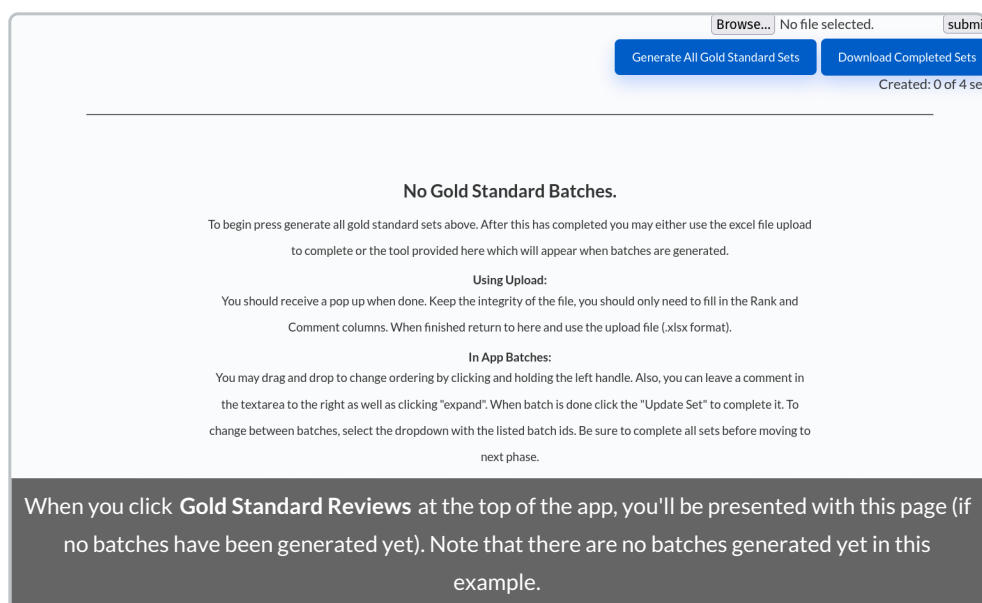 Browse... No file selected. submi
Generate All Gold Standard Sets Download Completed Sets
Created: 0 of 4 se
No Gold Standard Batches.
To begin press generate all gold standard sets above. After this has completed you may either use the excel file upload
to complete or the tool provided here which will appear when batches are generated.
Using Upload:
You should receive a pop up when done. Keep the integrity of the file, you should only need to fill in the Rank and
Comment columns. When finished return to here and use the upload file (.xlsx format).
In App Batches:
You may drag and drop to change ordering by clicking and holding the left handle. Also, you can leave a comment in
the textarea to the right as well as clicking "expand". When batch is done click the "Update Set" to complete it. To
change between batches, select the dropdown with the listed batch ids. Be sure to complete all sets before moving to
next phase.
When you click Gold Standard Reviews at the top of the app, you'll be presented with this page (if
no batches have been generated yet). Note that there are no batches generated yet in this
example.